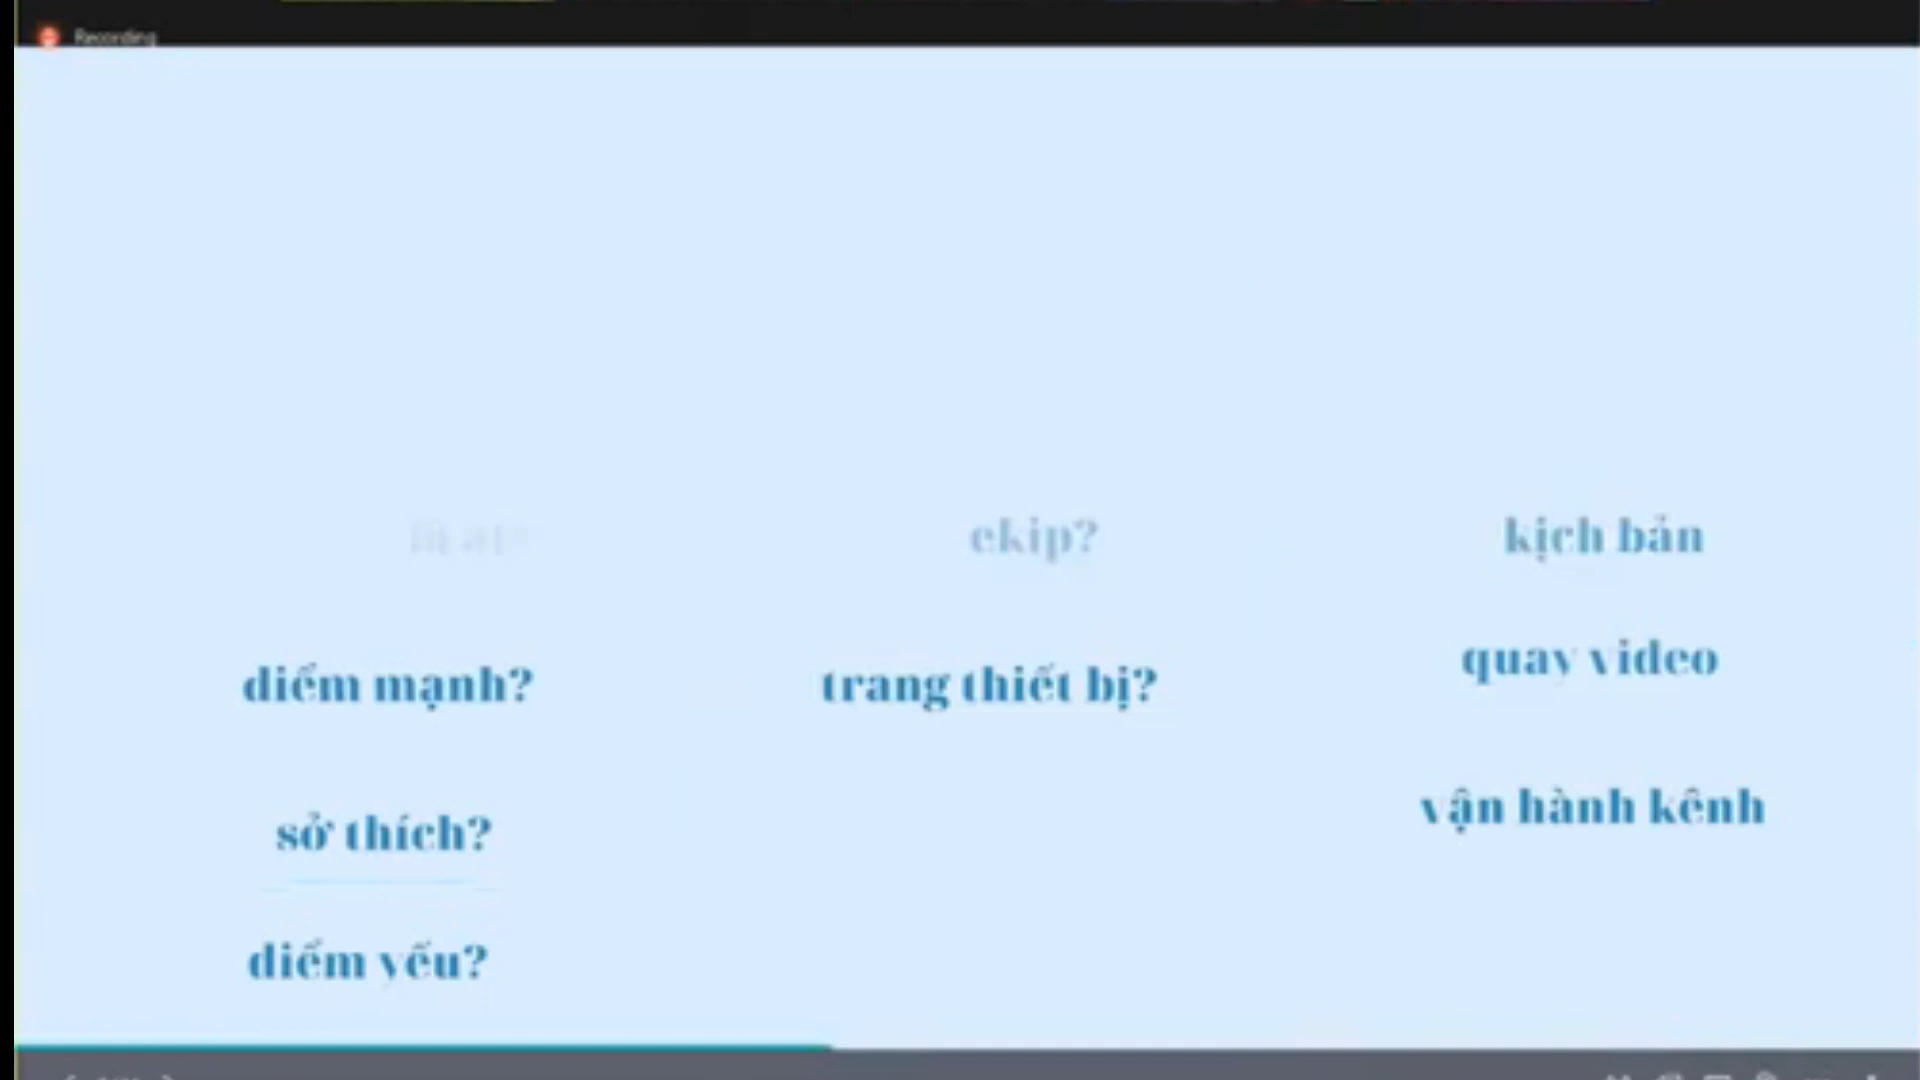 Recording
ekip?
kịch bản
điểm mạnh?
trang thiết bị?
quay video
sở thích?
vận hành kênh
điểm yếu?